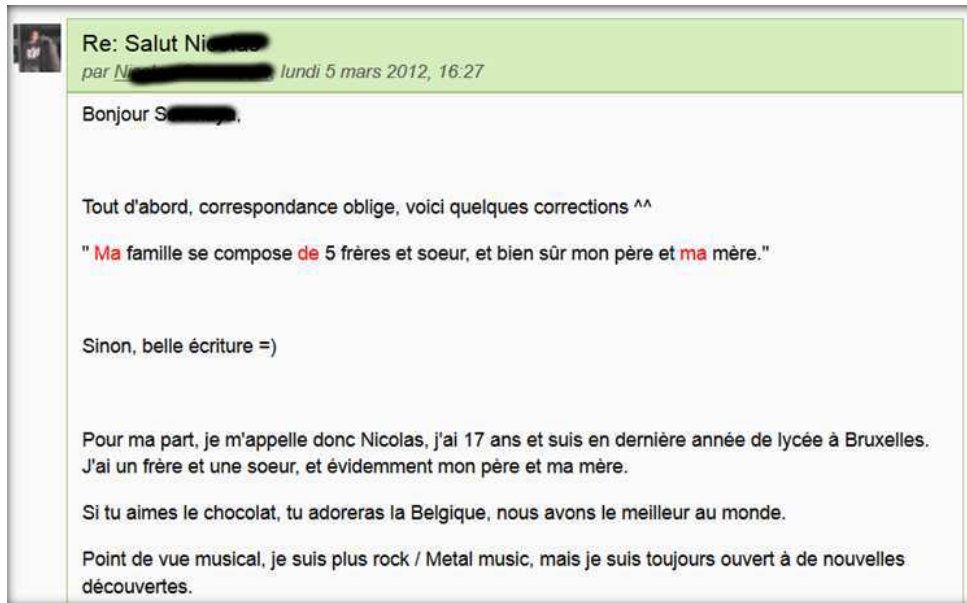 Re: Salut
par lundi 5 mars 2012, 16:27
Bonjour
Tout d'abord, correspondance oblige, voici quelques corrections ^^
" Ma famille se compose de 5 frères et soeur, et bien sûr mon père et ma mère."
Sinon, belle écriture =)
Pour ma part, je m'appelle donc Nicolas, j'ai 17 ans et suis en dernière année de lycée à Bruxelles.
J'ai un frère et une soeur, et évidemment mon père et ma mère.
Si tu aimes le chocolat, tu adoreras la Belgique, nous avons le meilleur au monde.
Point de vue musical, je suis plus rock / Metal music, mais je suis toujours ouvert à de nouvelles
découvertes.